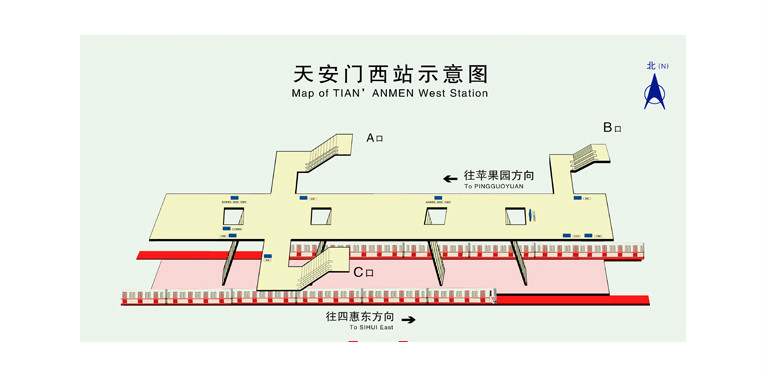 天安门西站示意图
Map of TIAN'ANMEN West Station
北 (N)
A口
B口
往苹果园方向
To PINGGUOYUAN
C口
往四惠东方向
To SIHUI East